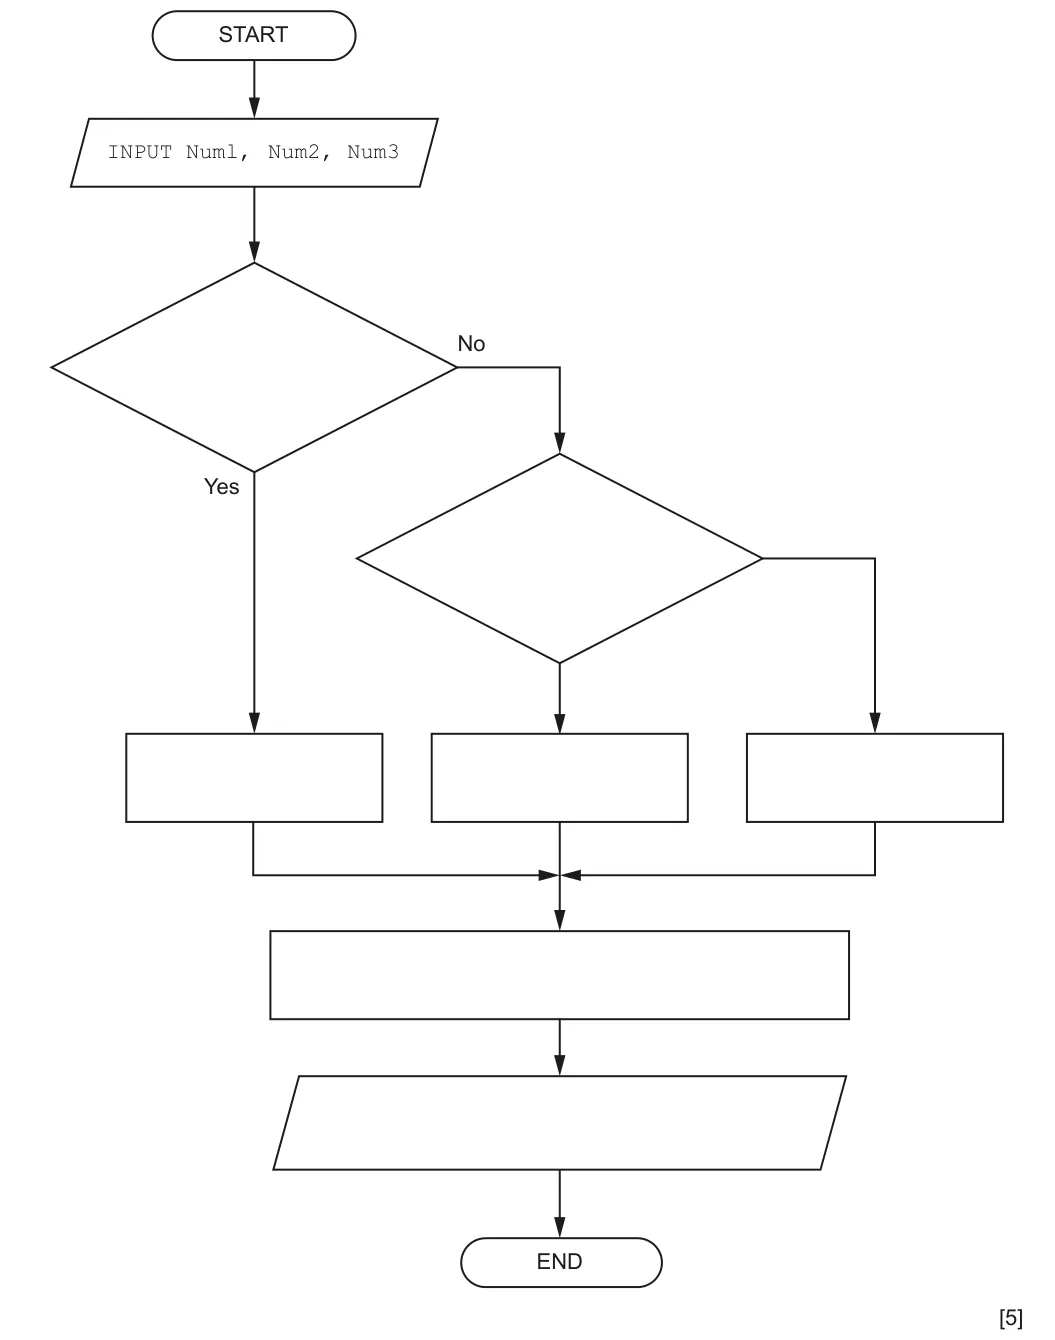 START
INPUT Num1, Num2, Num3
No
Yes
END
[5]